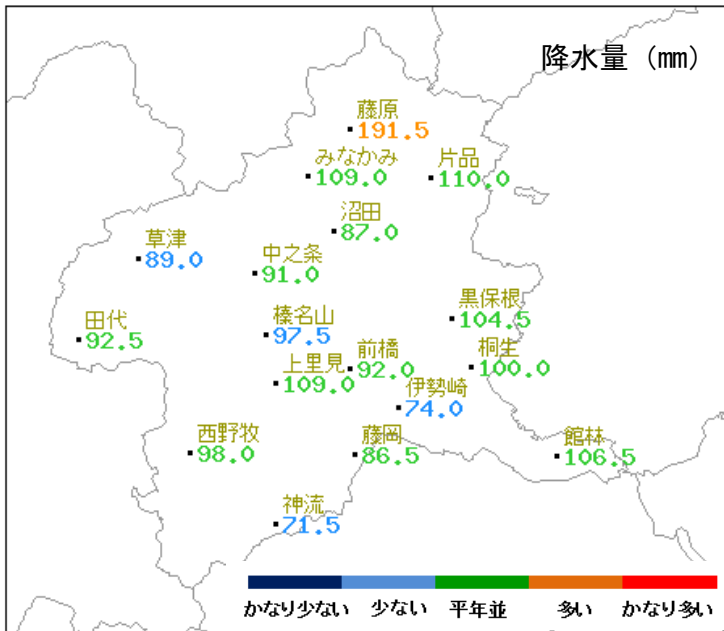 降水量 (mm)
藤原
191.5
みなかみ
109.0
片品
110.0
沼田
87.0
草津
89.0
中之条
91.0
黒保根
104.5
田代
92.5
榛名山
97.5
前橋
92.0
桐生
100.0
上里見
109.0
伊勢崎
74.0
西野牧
98.0
藤岡
86.5
館林
106.5
神流
71.5
かなり少ない 少ない 平年並 多い かなり多い